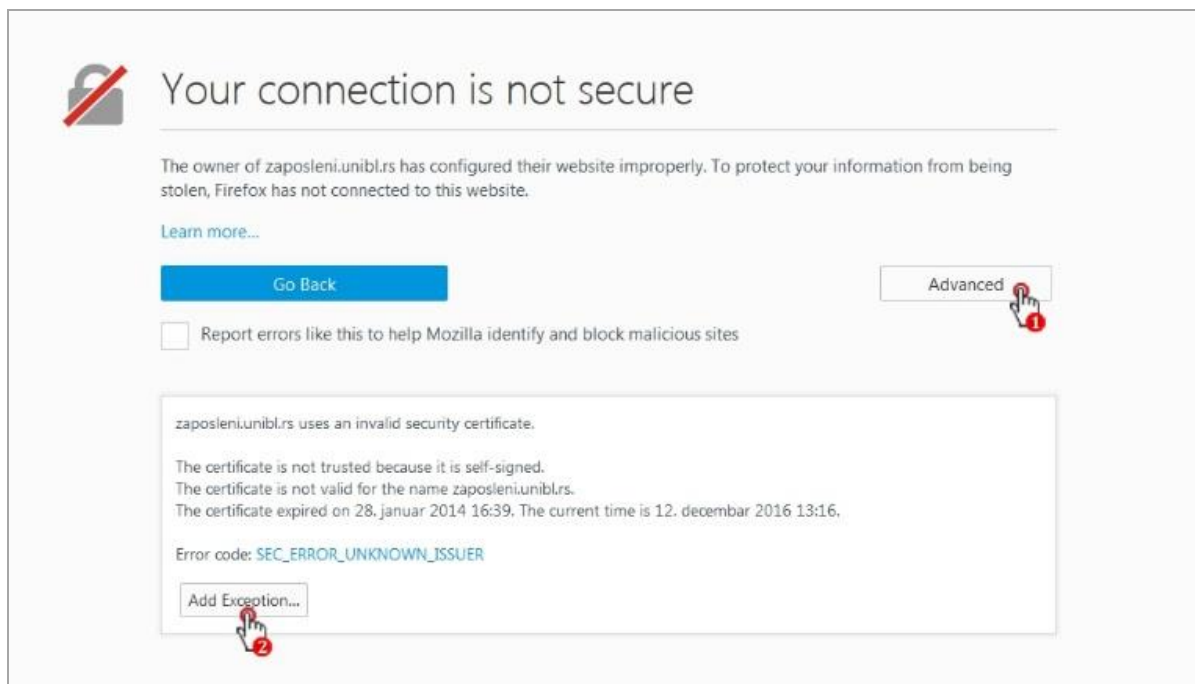 Your connection is not secure
The owner of zaposleni.unibl.rs has configured their website improperly. To protect your information from being
stolen, Firefox has not connected to this website.
Learn more...
Go Back
Advanced
1
Report errors like this to help Mozilla identify and block malicious sites
zaposleni.unibl.rs uses an invalid security certificate.
The certificate is not trusted because it is self-signed.
The certificate is not valid for the name zaposleni.unibl.rs.
The certificate expired on 28. januar 2014 16:39. The current time is 12. decembar 2016 13:16.
Error code: SEC_ERROR_UNKNOWN_ISSUER
Add Exception...
2